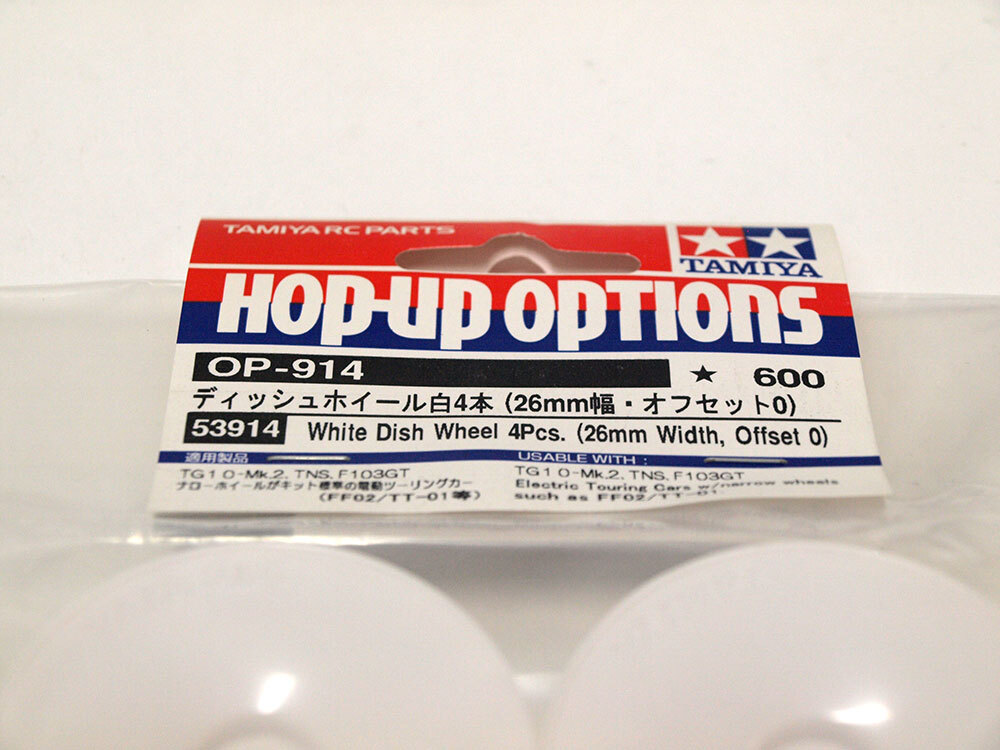 TAMIYA RC PARTS
TAMIYA
HOP-UP OPTIONS
OP-914 ★ 600
ディッシュホイール白4本 (26mm幅・オフセット0)
53914 White Dish Wheel 4Pcs. (26mm Width, Offset 0)
適用製品
TG10-Mk.2, TNS, F103GT
ナローホイールがキット標準の電動ツーリングカー
(FF02/TT-01等)
USABLE WITH :
TG10-Mk.2, TNS, F103GT
Electric Touring Cars w/narrow wheels
such as FF02/TT-01